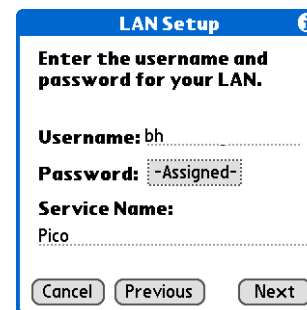 LAN Setup
Enter the username and
password for your LAN.
Username: bh
Password: -Assigned-
Service Name:
Pico
Cancel Previous Next